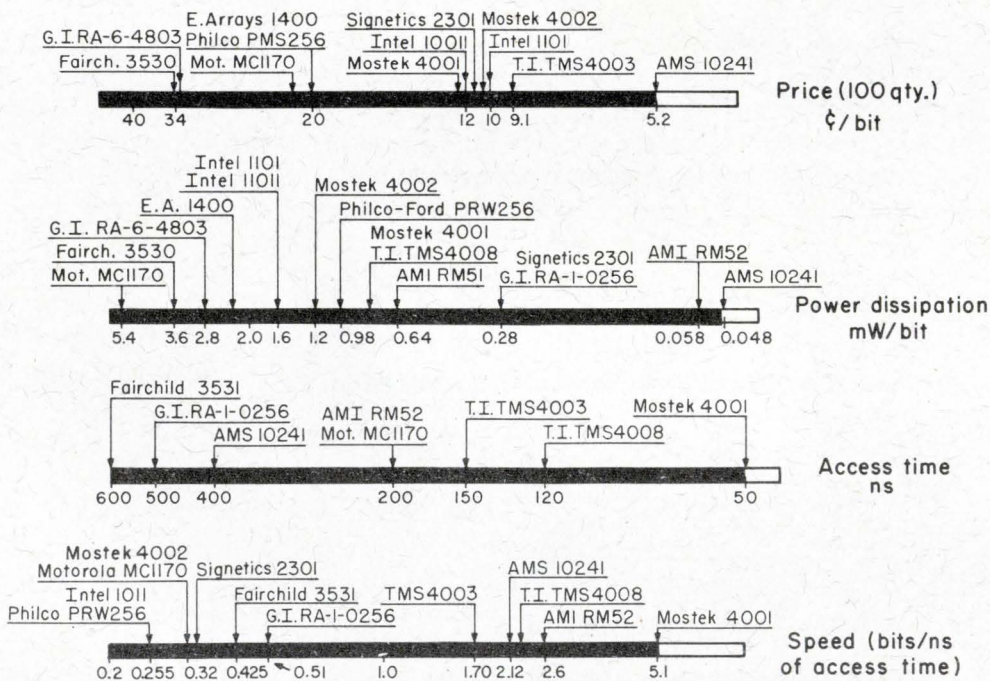 E.Arrays 1400
Signetics 2301
Mostek 4002
G.I.RA-6-4803
Philco PMS256
Intel 10011
Intel 1101
Fairch. 3530
Mot. MC1170
Mostek 4001
T.I.TMS4003
AMS 10241
Price (100 qty.)
¢/bit
40 34 20 12 10 9.1 5.2
Intel 1101
Intel 11011
Mostek 4002
E.A. 1400
Philco-Ford PRW256
G.I. RA-6-4803
Mostek 4001
Fairch. 3530
T.I.TMS4008
Signetics 2301
AMI RM52
Mot. MC1170
AMI RM51
G.I.RA-1-0256
AMS 10241
Power dissipation
mW/bit
5.4 3.6 2.8 2.0 1.6 1.2 0.98 0.64 0.28 0.058 0.048
Fairchild 3531
G.I.RA-1-0256
AMI RM52
T.I.TMS4003
Mostek 4001
AMS 10241
Mot. MC1170
T.I.TMS4008
Access time
ns
600 500 400 200 150 120 50
Mostek 4002
Motorola MC1170
Signetics 2301
AMS 10241
Intel 1011
Fairchild 3531
TMS4003
T.I.TMS4008
Philco PRW256
G.I.RA-1-0256
AMI RM52
Mostek 4001
Speed (bits/ns
of access time)
0.2 0.255 0.32 0.425 0.51 1.0 1.70 2.12 2.6 5.1